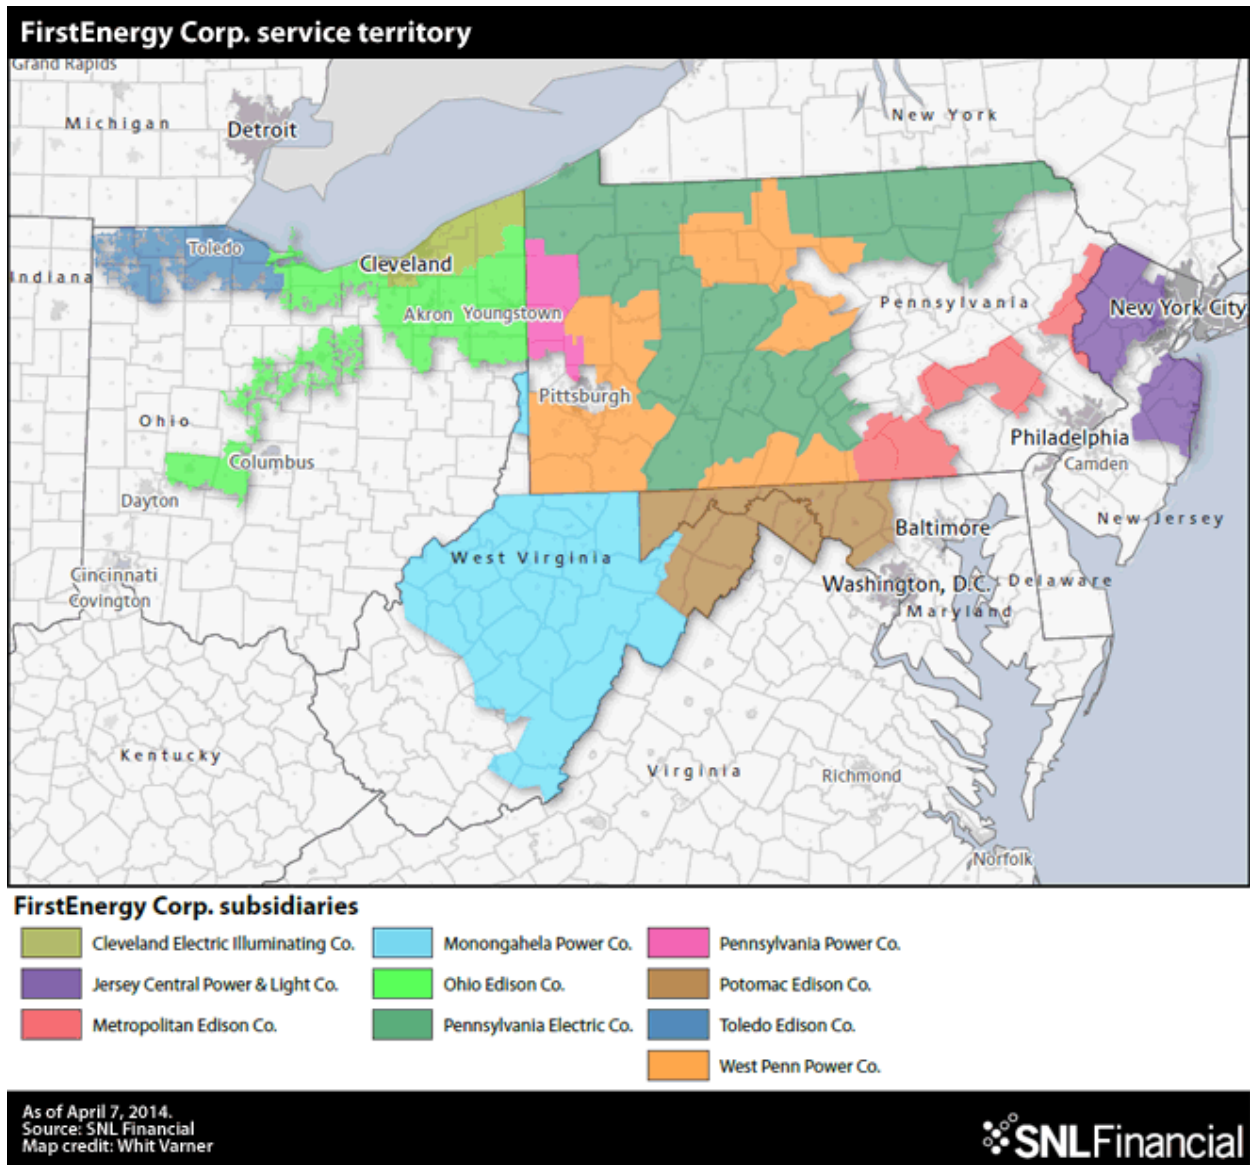 FirstEnergy Corp. service territory
Grand Rapids
Michigan
Detroit
New York
Toledo
Cleveland
Indiana
Pennsylvania
New York City
Akron
Youngstown
Pittsburgh
Ohio
Columbus
Philadelphia
Camden
Dayton
New Jersey
Baltimore
West Virginia
Cincinnati
Covington
Washington, D.C.
Delaware
Maryland
Kentucky
Virginia
Richmond
Norfolk
FirstEnergy Corp. subsidiaries
Cleveland Electric Illuminating Co.
Jersey Central Power & Light Co.
Metropolitan Edison Co.
Monongahela Power Co.
Ohio Edison Co.
Pennsylvania Electric Co.
Pennsylvania Power Co.
Potomac Edison Co.
Toledo Edison Co.
West Penn Power Co.
As of April 7, 2014.
Source: SNL Financial
Map credit: Whit Varner
SNL Financial